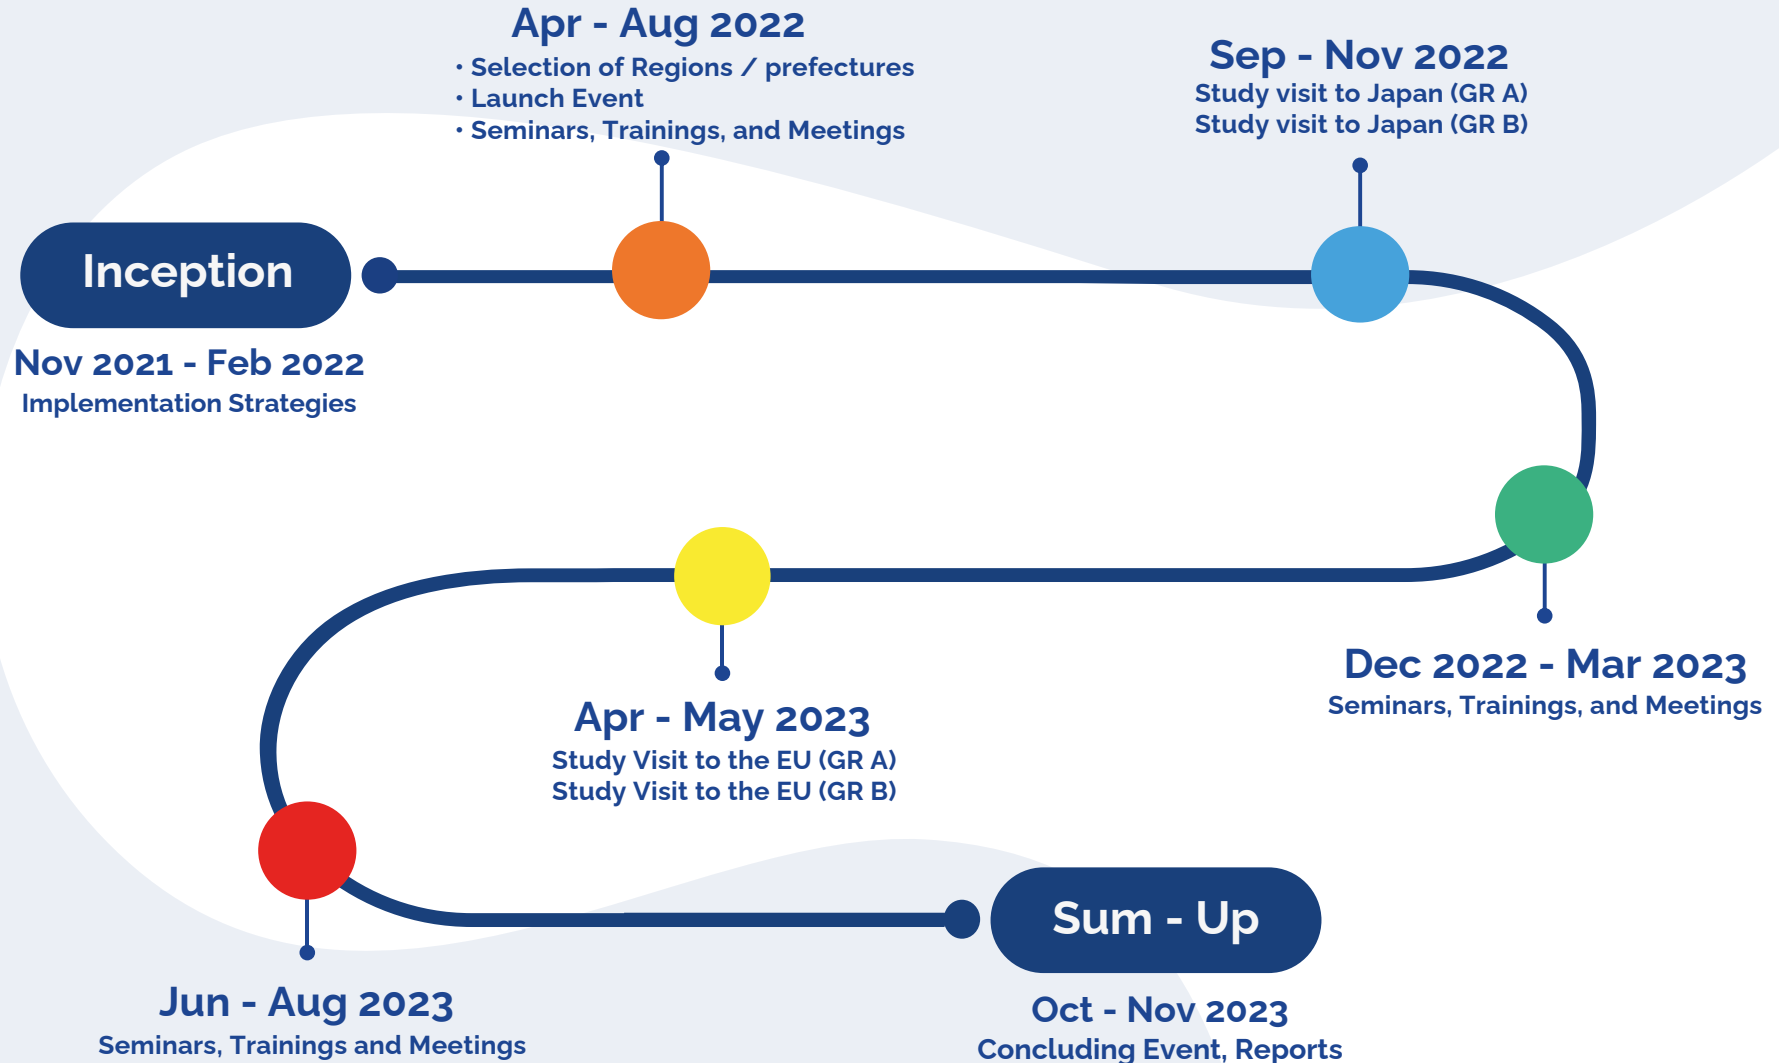 Apr - Aug 2022
• Selection of Regions / prefectures
• Launch Event
• Seminars, Trainings, and Meetings
Sep - Nov 2022
Study visit to Japan (GR A)
Study visit to Japan (GR B)
Inception
Nov 2021 - Feb 2022
Implementation Strategies
Dec 2022 - Mar 2023
Seminars, Trainings, and Meetings
Apr - May 2023
Study Visit to the EU (GR A)
Study Visit to the EU (GR B)
Jun - Aug 2023
Seminars, Trainings and Meetings
Sum - Up
Oct - Nov 2023
Concluding Event, Reports